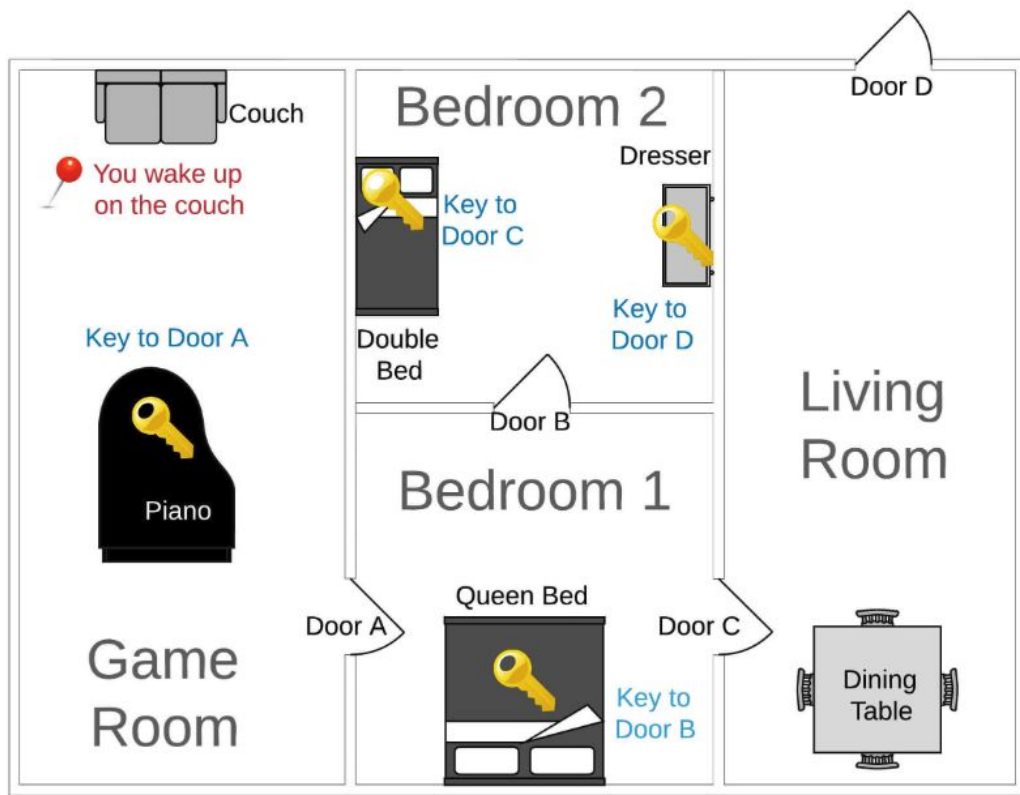 Door D
Couch
You wake up
on the couch
Bedroom 2
Dresser
Key to
Door C
Key to
Door D
Double
Bed
Key to Door A
Piano
Door B
Bedroom 1
Living
Room
Door A
Queen Bed
Door C
Key to
Door B
Game
Room
Dining
Table